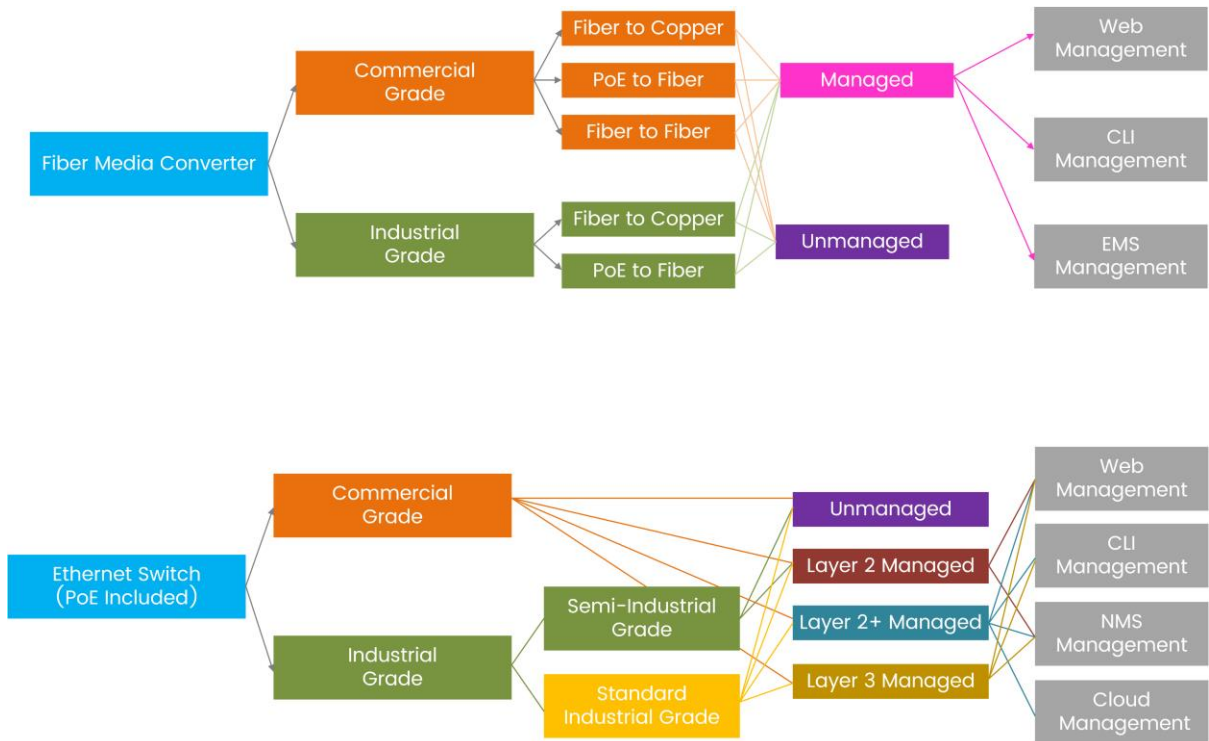 Fiber Media Converter
Commercial
Grade
Industrial
Grade
Fiber to Copper
PoE to Fiber
Fiber to Fiber
Fiber to Copper
PoE to Fiber
Managed
Unmanaged
Web
Management
CLI
Management
EMS
Management
Ethernet Switch
(PoE Included)
Commercial
Grade
Industrial
Grade
Semi-Industrial
Grade
Standard
Industrial Grade
Unmanaged
Layer 2 Managed
Layer 2+ Managed
Layer 3 Managed
Web
Management
CLI
Management
NMS
Management
Cloud
Management